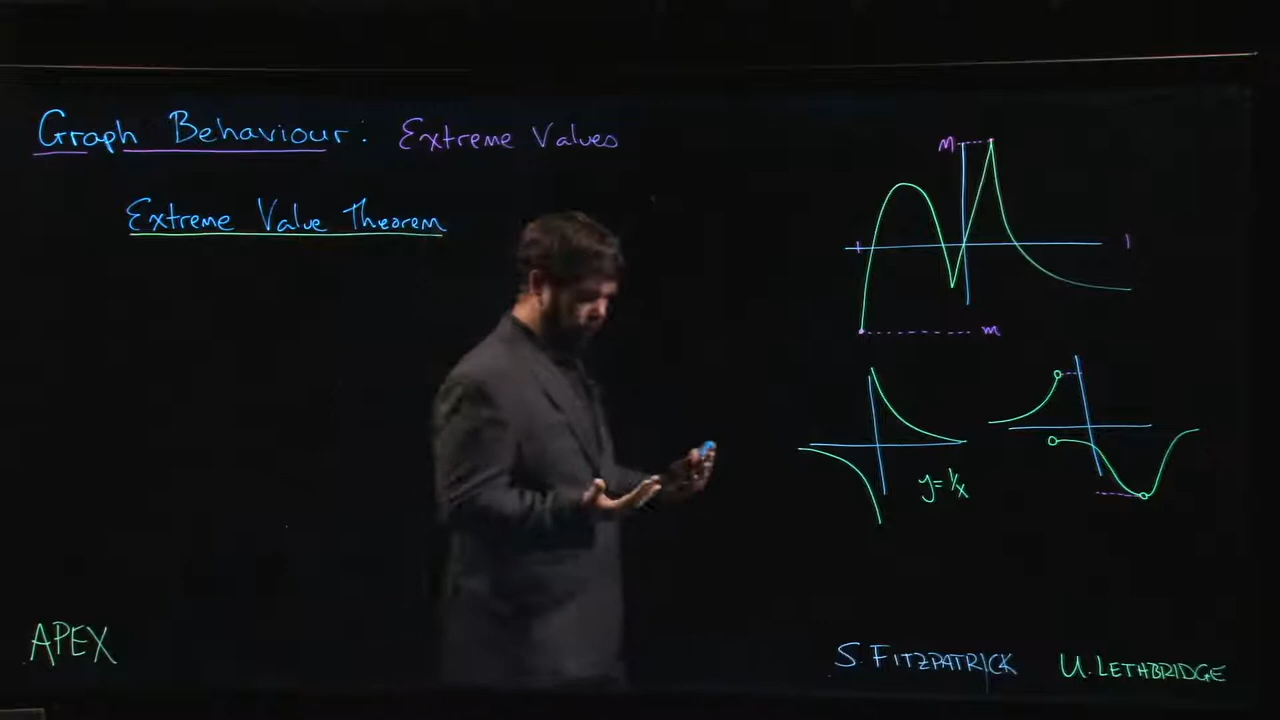 Graph Behaviour: Extreme Values
Extreme Value Theorem
M
m
y=1/x
APEX
S. FITZPATRICK U. LETHBRIDGE